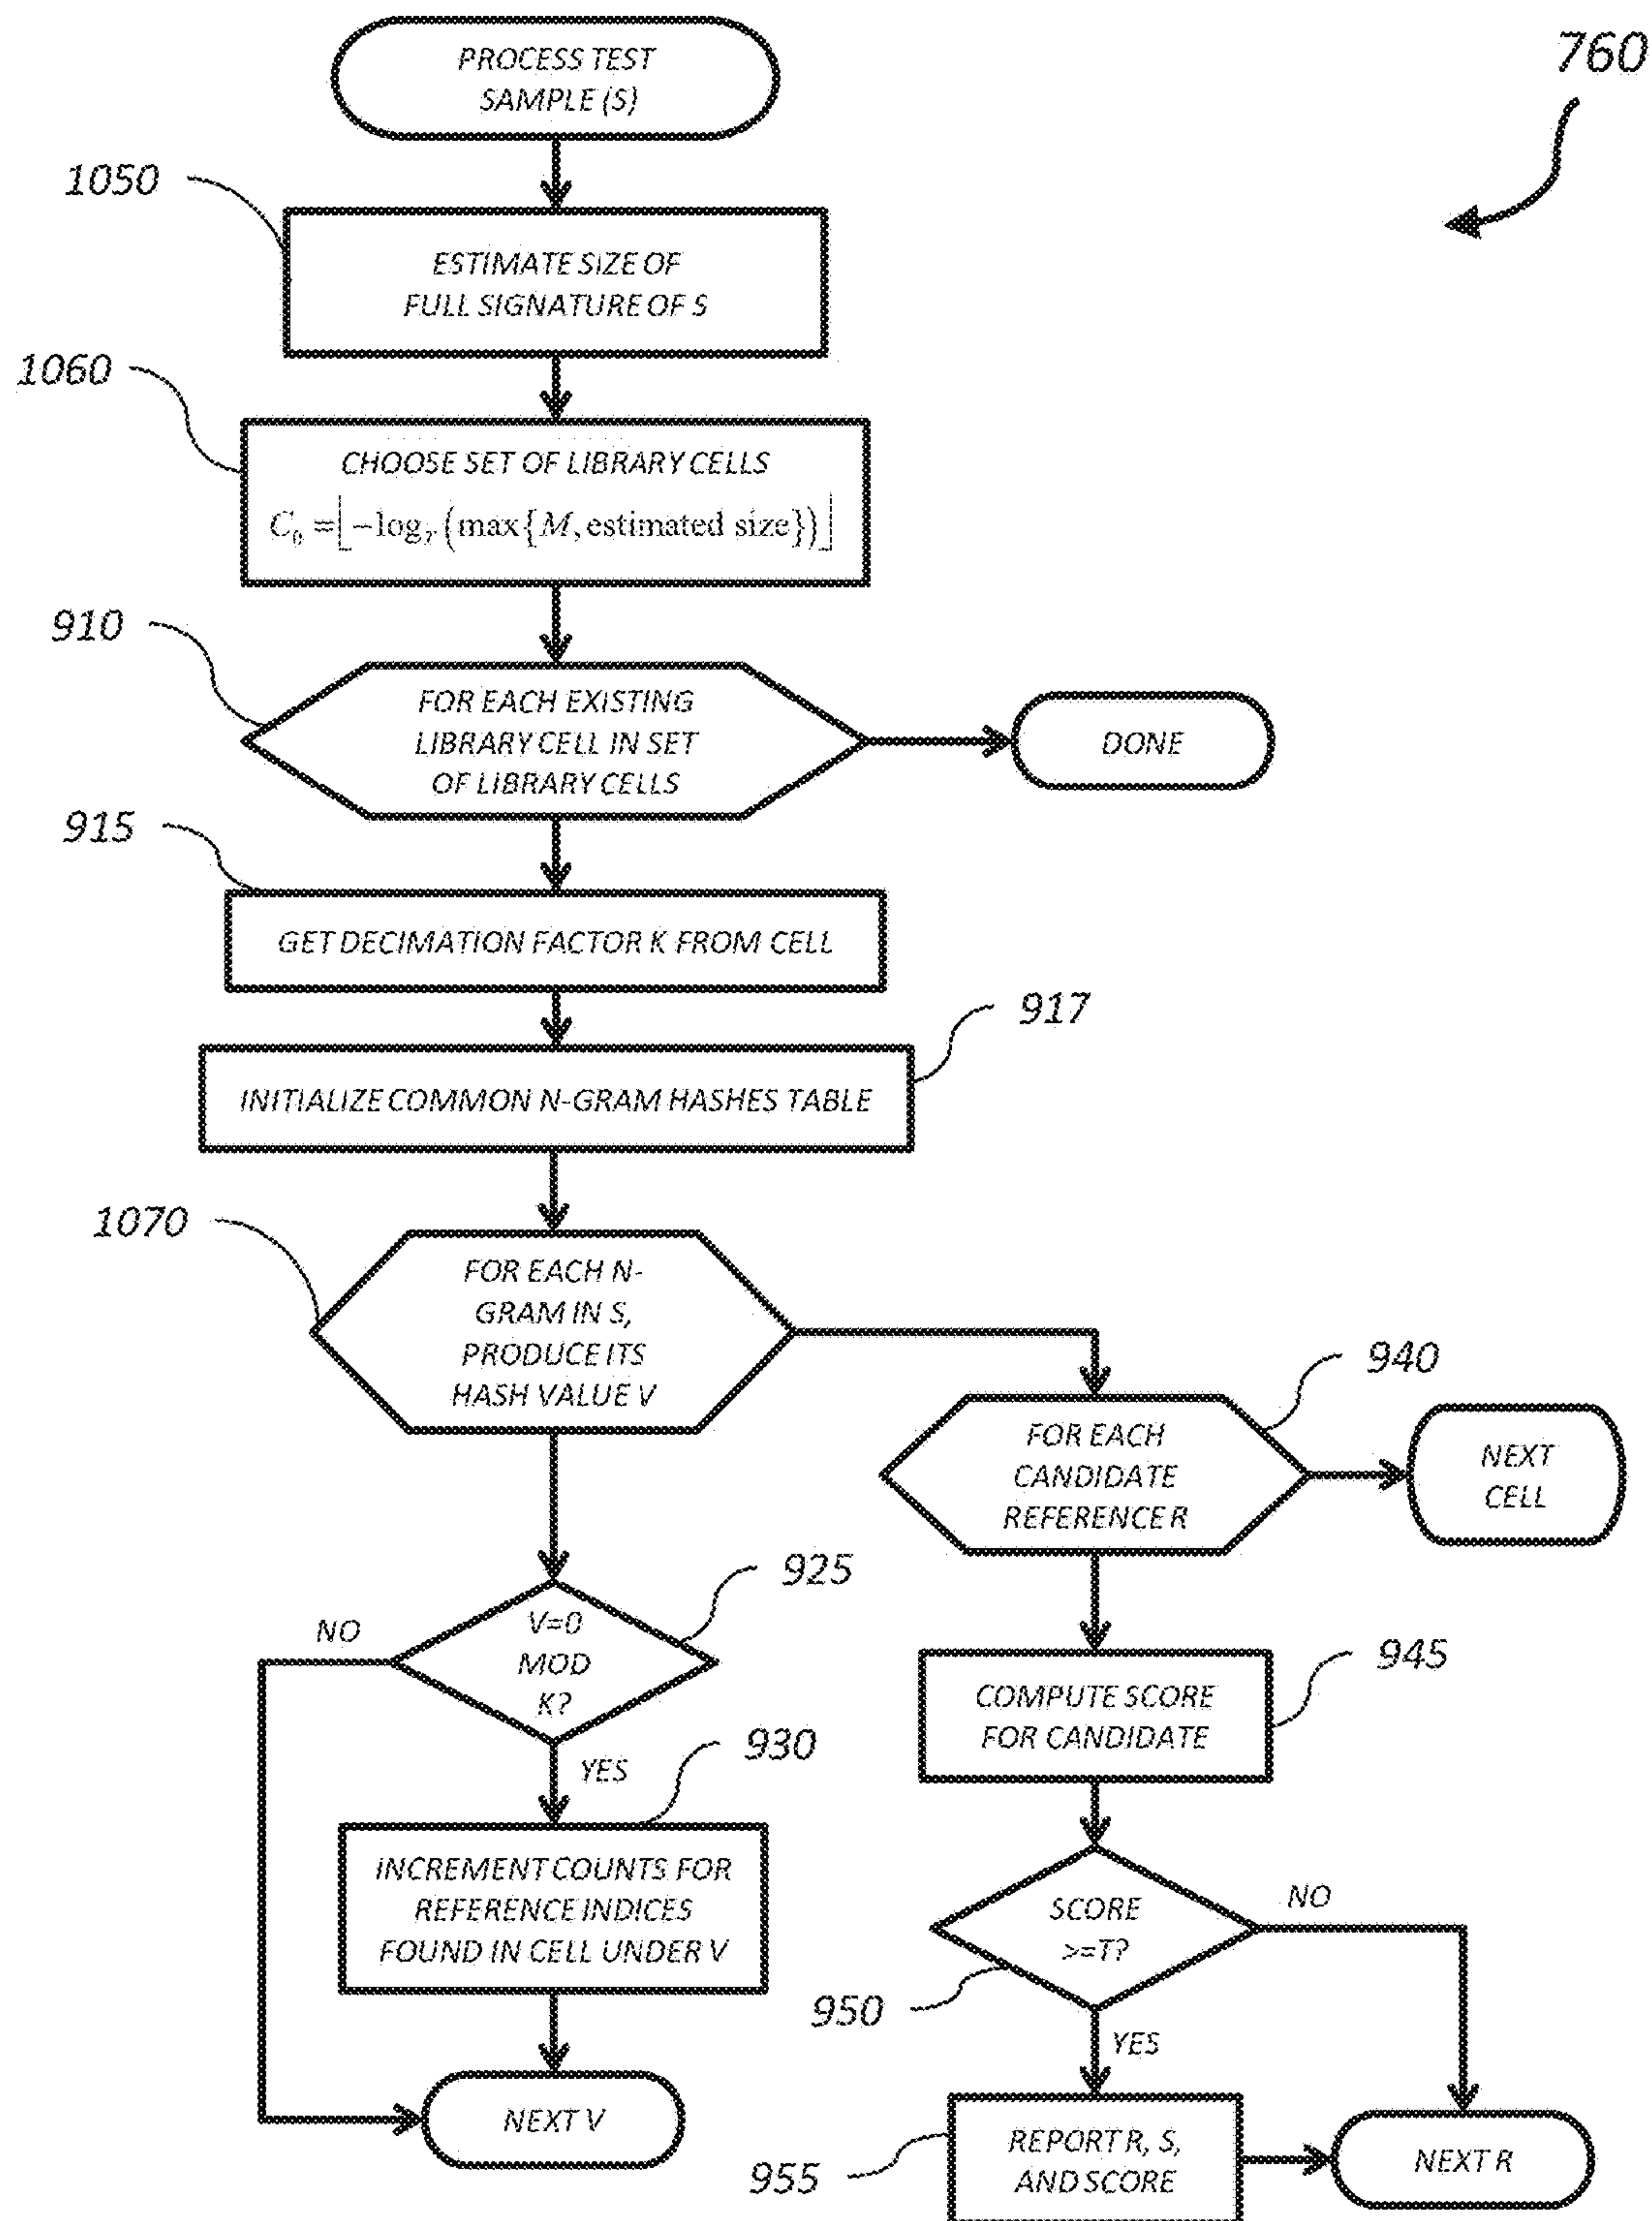 760
PROCESS TEST
SAMPLE (S)
1050
ESTIMATE SIZE OF
FULL SIGNATURE OF S
1060
CHOOSE SET OF LIBRARY CELLS
C₀ = ⌊−log_T (max{M, estimated size})⌋
910
FOR EACH EXISTING
LIBRARY CELL IN SET
OF LIBRARY CELLS
DONE
915
GET DECIMATION FACTOR K FROM CELL
917
INITIALIZE COMMON N-GRAM HASHES TABLE
1070
FOR EACH N-
GRAM IN S,
PRODUCE ITS
HASH VALUE V
940
FOR EACH
CANDIDATE
REFERENCE R
NEXT
CELL
925
V=0
MOD
K?
NO
YES
930
INCREMENT COUNTS FOR
REFERENCE INDICES
FOUND IN CELL UNDER V
NEXT V
945
COMPUTE SCORE
FOR CANDIDATE
SCORE
>=T?
NO
950
YES
955
REPORT R, S,
AND SCORE
NEXT R